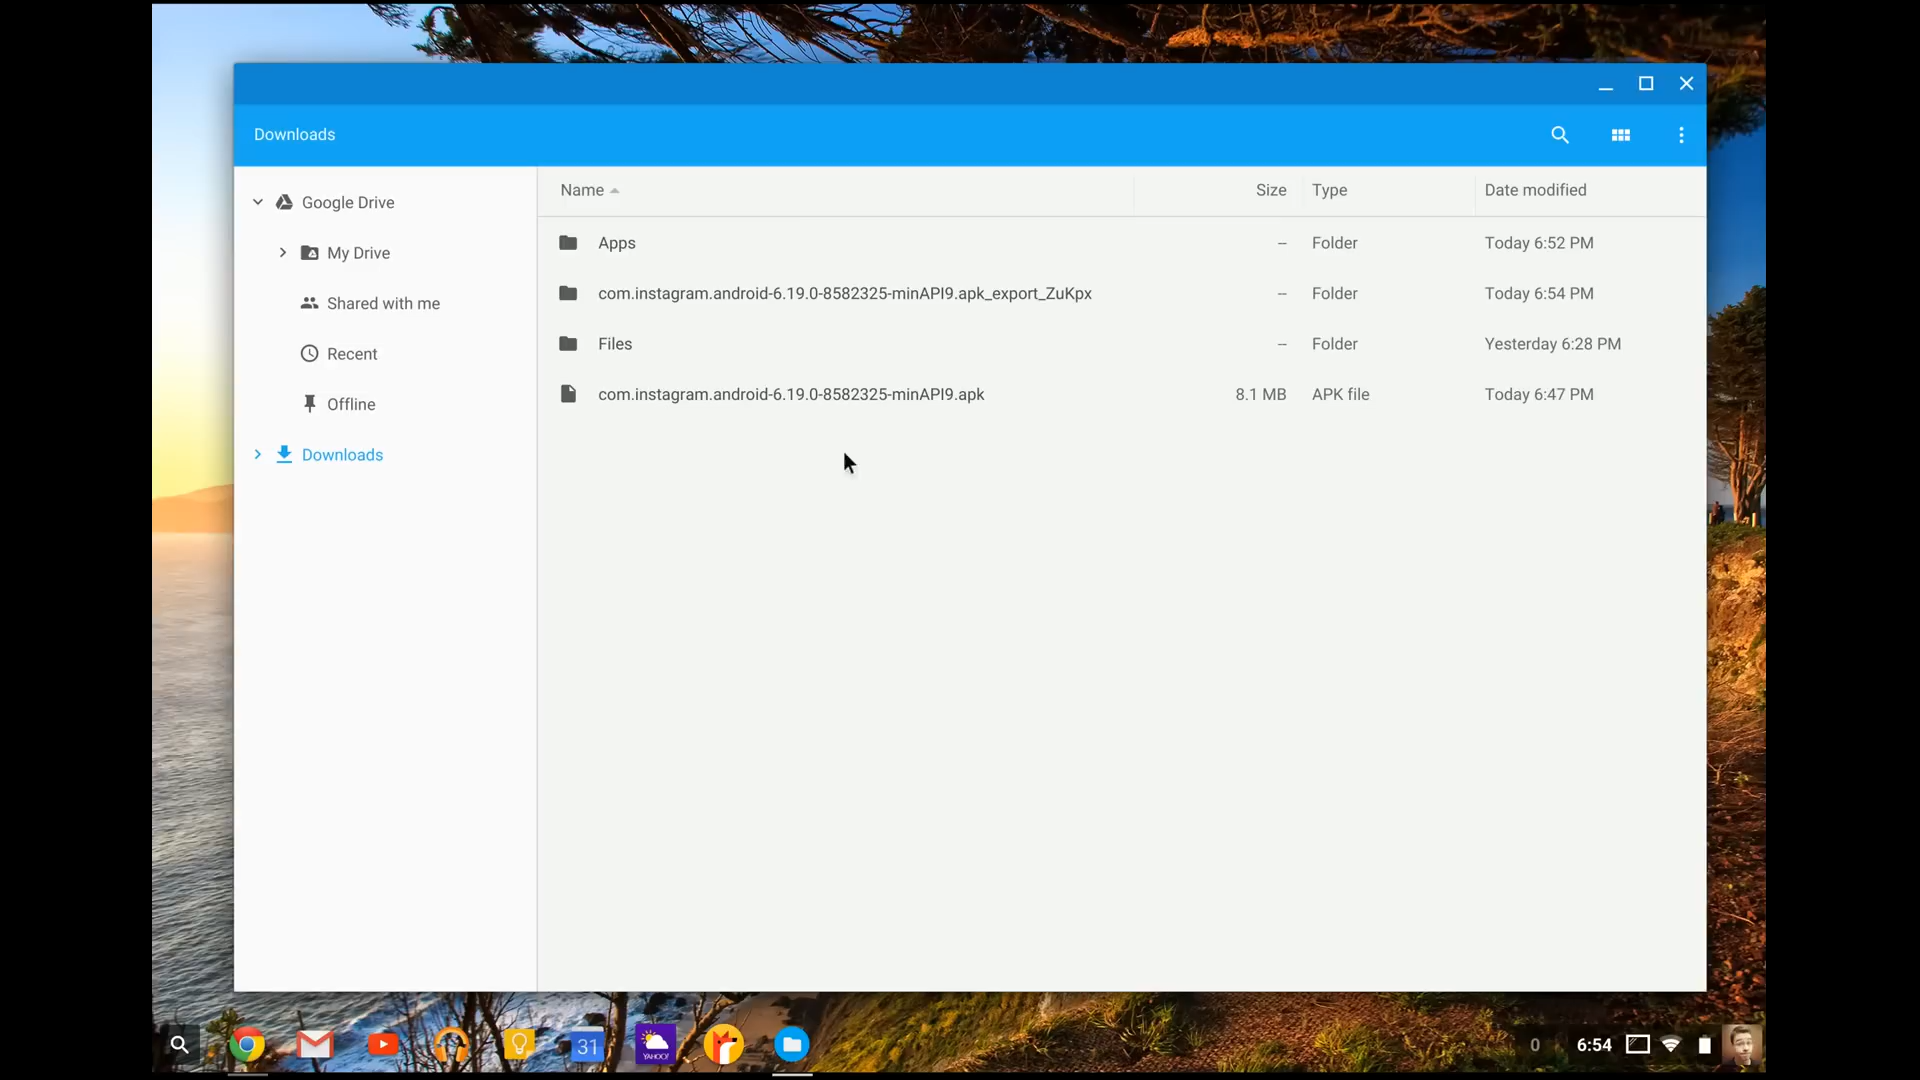 Downloads
Google Drive
My Drive
Shared with me
Recent
Offline
Downloads
Name Size Type Date modified
Apps -- Folder Today 6:52 PM
com.instagram.android-6.19.0-8582325-minAPI9.apk_export_ZuKpx -- Folder Today 6:54 PM
Files -- Folder Yesterday 6:28 PM
com.instagram.android-6.19.0-8582325-minAPI9.apk 8.1 MB APK file Today 6:47 PM
31 YAHOO! 0 6:54